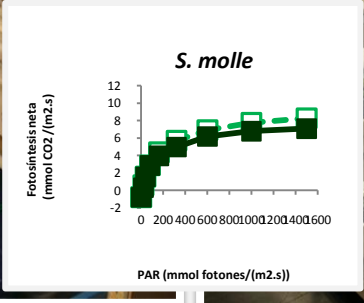 S. molle
Fotosíntesis neta
(mmol CO2 /(m2.s)
12
10
8
6
4
2
0
-2
0 200 400 600 800 1000 1200 1400 1600
PAR (mmol fotones/(m2.s))